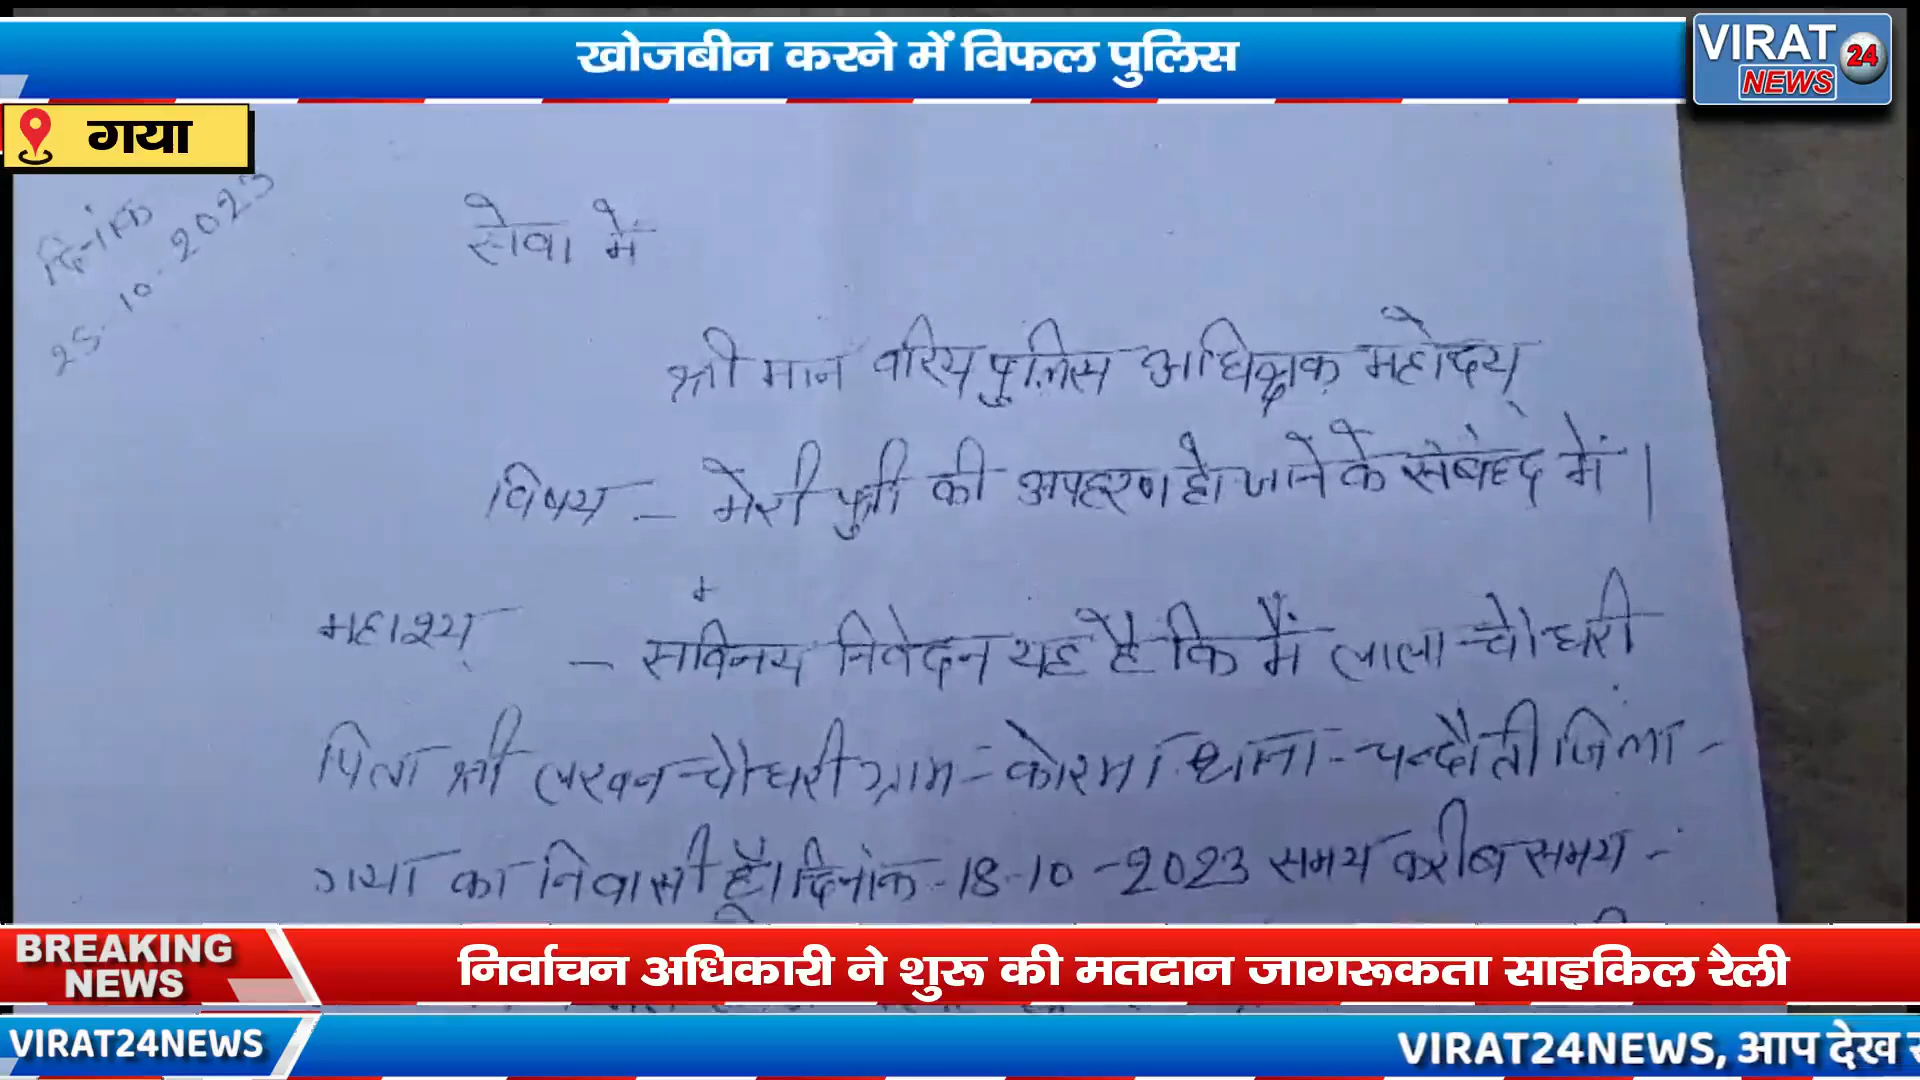 खोजबीन करने में विफल पुलिस
VIRAT
24
NEWS
गया
दिनांक
25.10.2023
सेवा में
श्री मान वरिय पुलिस अधिक्षक महोदय्
विषय - मेरी पुत्री की अपहरण हो जाने के संबंद्द में |
महाश्य्
- सविनय निवेदन यह है कि मैं लाला चौधरी
पिता श्री लखन चौधरी ग्राम - कोरमा थाना - चन्दौती जिला -
गया का निवासी हूँ। दिनांक - 18-10-2023 समय करीब समय -
BREAKING
NEWS
निर्वाचन अधिकारी ने शुरू की मतदान जागरूकता साइकिल रैली
VIRAT24NEWS
VIRAT24NEWS, आप देख